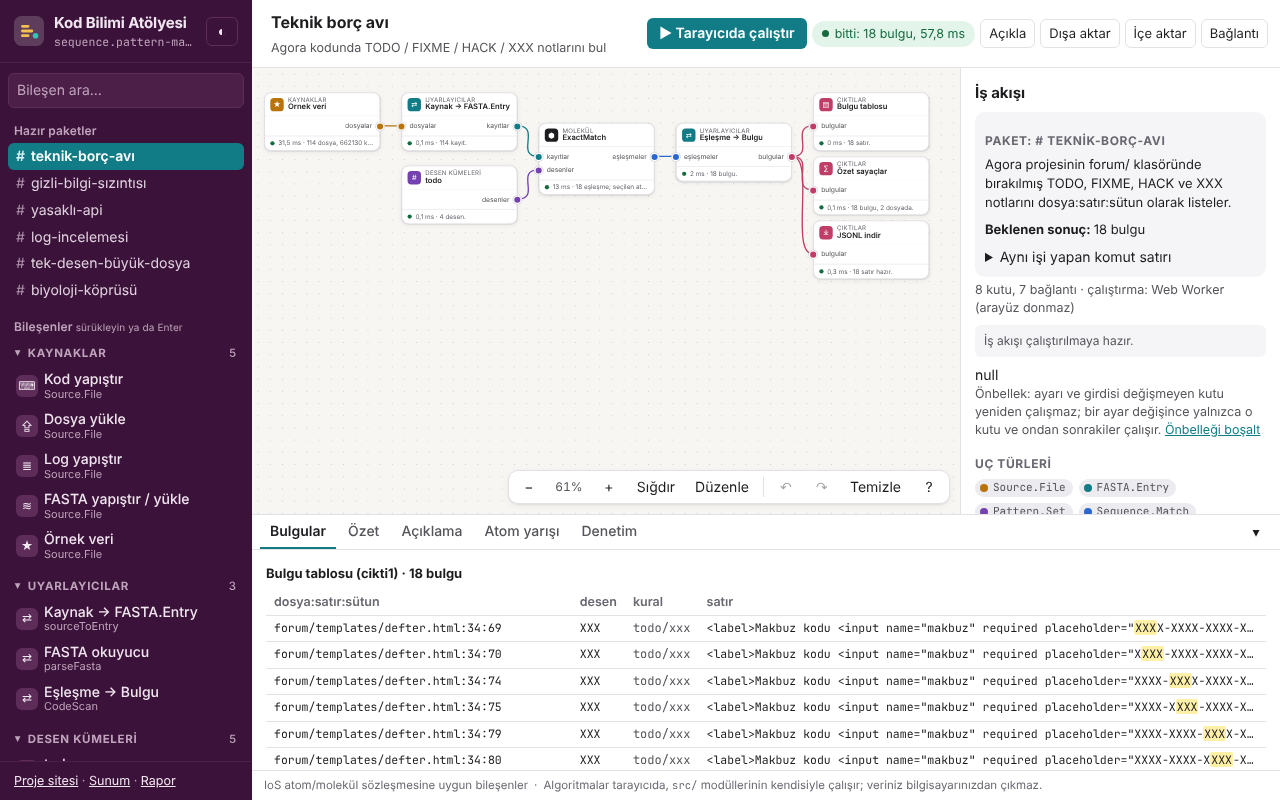 Kod Bilimi Atölyesi
sequence.pattern-ma…
Bileşen ara...
Hazır paketler
# teknik-borç-avı
# gizli-bilgi-sızıntısı
# yasaklı-api
# log-incelemesi
# tek-desen-büyük-dosya
# biyoloji-köprüsü
Bileşenler sürükleyin ya da Enter
▼ KAYNAKLAR 5
Kod yapıştır
Source.File
Dosya yükle
Source.File
Log yapıştır
Source.File
FASTA yapıştır / yükle
Source.File
Örnek veri
Source.File
▼ UYARLAYICILAR 3
Kaynak → FASTA.Entry
sourceToEntry
FASTA okuyucu
parseFasta
Eşleşme → Bulgu
CodeScan
▼ DESEN KÜMELERİ 5
Proje sitesi · Sunum · Rapor
Teknik borç avı
Agora kodunda TODO / FIXME / HACK / XXX notlarını bul
▶ Tarayıcıda çalıştır
● bitti: 18 bulgu, 57,8 ms
Açıkla
Dışa aktar
İçe aktar
Bağlantı
KAYNAKLAR
Örnek veri
dosyalar
31,5 ms · 114 dosya, 662130 k…
UYARLAYICILAR
Kaynak → FASTA.Entry
dosyalar kayıtlar
0,1 ms · 114 kayıt.
DESEN KÜMELERİ
todo
desenler
0,1 ms · 4 desen.
MOLEKÜL
ExactMatch
kayıtlar eşleşmeler
desenler
13 ms · 18 eşleşme; seçilen at…
UYARLAYICILAR
Eşleşme → Bulgu
eşleşmeler bulgular
2 ms · 18 bulgu.
ÇIKTILAR
Bulgu tablosu
bulgular
0 ms · 18 satır.
ÇIKTILAR
Özet sayaçlar
bulgular
0,1 ms · 18 bulgu, 2 dosyada.
ÇIKTILAR
JSONL indir
bulgular
0,3 ms · 18 satır hazır.
− 61% + Sığdır Düzenle Temizle ?
İş akışı
PAKET: # TEKNİK-BORÇ-AVI
Agora projesinin forum/ klasöründe
bırakılmış TODO, FIXME, HACK ve XXX
notlarını dosya:satır:sütun olarak listeler.
Beklenen sonuç: 18 bulgu
▶ Aynı işi yapan komut satırı
8 kutu, 7 bağlantı · çalıştırma: Web Worker
(arayüz donmaz)
İş akışı çalıştırılmaya hazır.
null
Önbellek: ayarı ve girdisi değişmeyen kutu
yeniden çalışmaz; bir ayar değişince yalnızca o
kutu ve ondan sonrakiler çalışır. Önbelleği boşalt
UÇ TÜRLERİ
Source.File FASTA.Entry
Pattern.Set Sequence.Match
Bulgular Özet Açıklama Atom yarışı Denetim ▼
Bulgu tablosu (cikti1) · 18 bulgu
dosya:satır:sütun desen kural satır
forum/templates/defter.html:34:69 XXX todo/xxx <label>Makbuz kodu <input name="makbuz" required placeholder="XXXX-XXXX-XXXX-X…
forum/templates/defter.html:34:70 XXX todo/xxx <label>Makbuz kodu <input name="makbuz" required placeholder="XXXX-XXXX-XXXX-X…
forum/templates/defter.html:34:74 XXX todo/xxx <label>Makbuz kodu <input name="makbuz" required placeholder="XXXX-XXXX-XXXX-X…
forum/templates/defter.html:34:75 XXX todo/xxx <label>Makbuz kodu <input name="makbuz" required placeholder="XXXX-XXXX-XXXX-X…
forum/templates/defter.html:34:79 XXX todo/xxx <label>Makbuz kodu <input name="makbuz" required placeholder="XXXX-XXXX-XXXX-X…
forum/templates/defter.html:34:80 XXX todo/xxx <label>Makbuz kodu <input name="makbuz" required placeholder="XXXX-XXXX-XXXX-X…
IoS atom/molekül sözleşmesine uygun bileşenler · Algoritmalar tarayıcıda, src/ modüllerinin kendisiyle çalışır; veriniz bilgisayarınızdan çıkmaz.